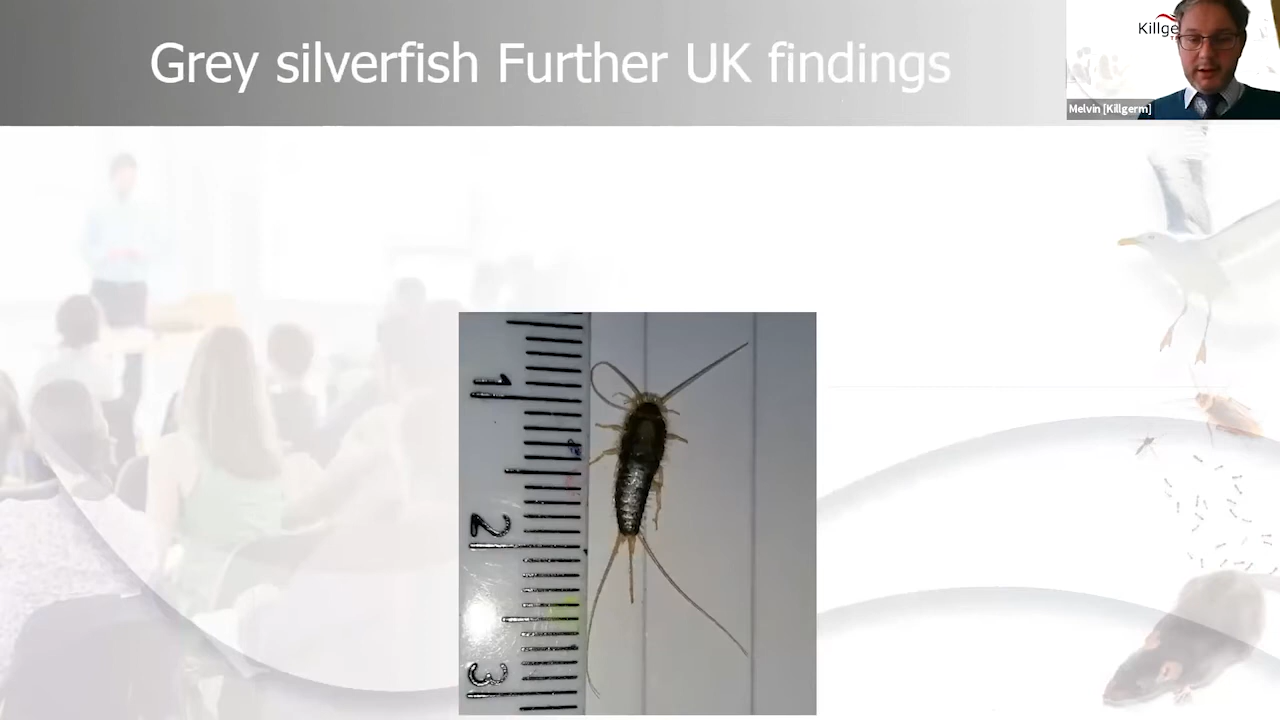 Grey silverfish Further UK findings
Killge
Melvin [Killgerm]
1
2
3